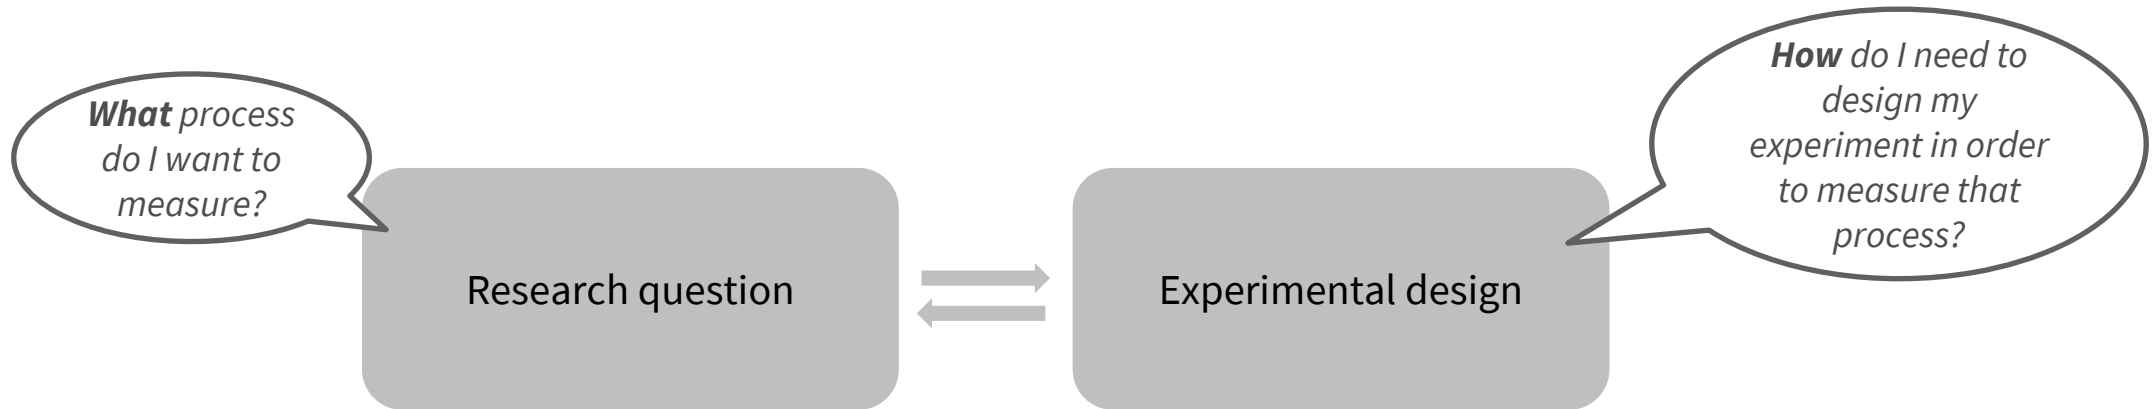 What process
do I want to
measure?
Research question
Experimental design
How do I need to
design my
experiment in order
to measure that
process?